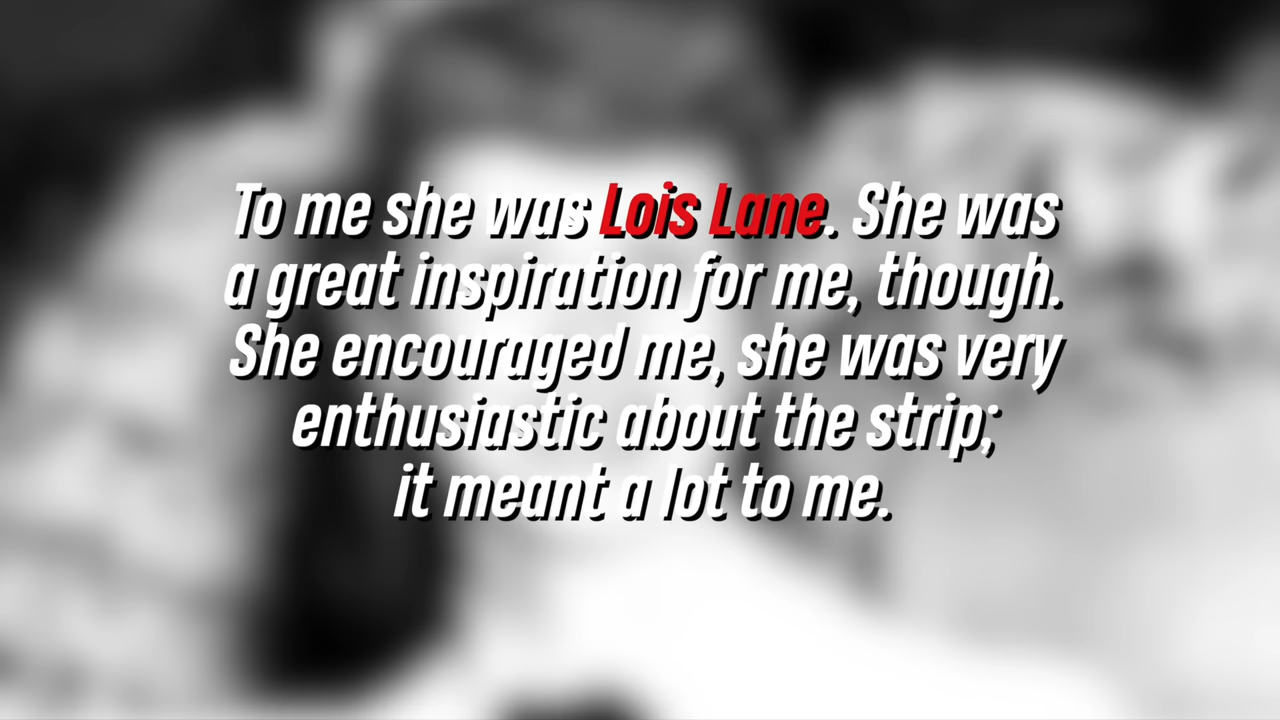 To me she was Lois Lane. She was
a great inspiration for me, though.
She encouraged me, she was very
enthusiastic about the strip;
it meant a lot to me.